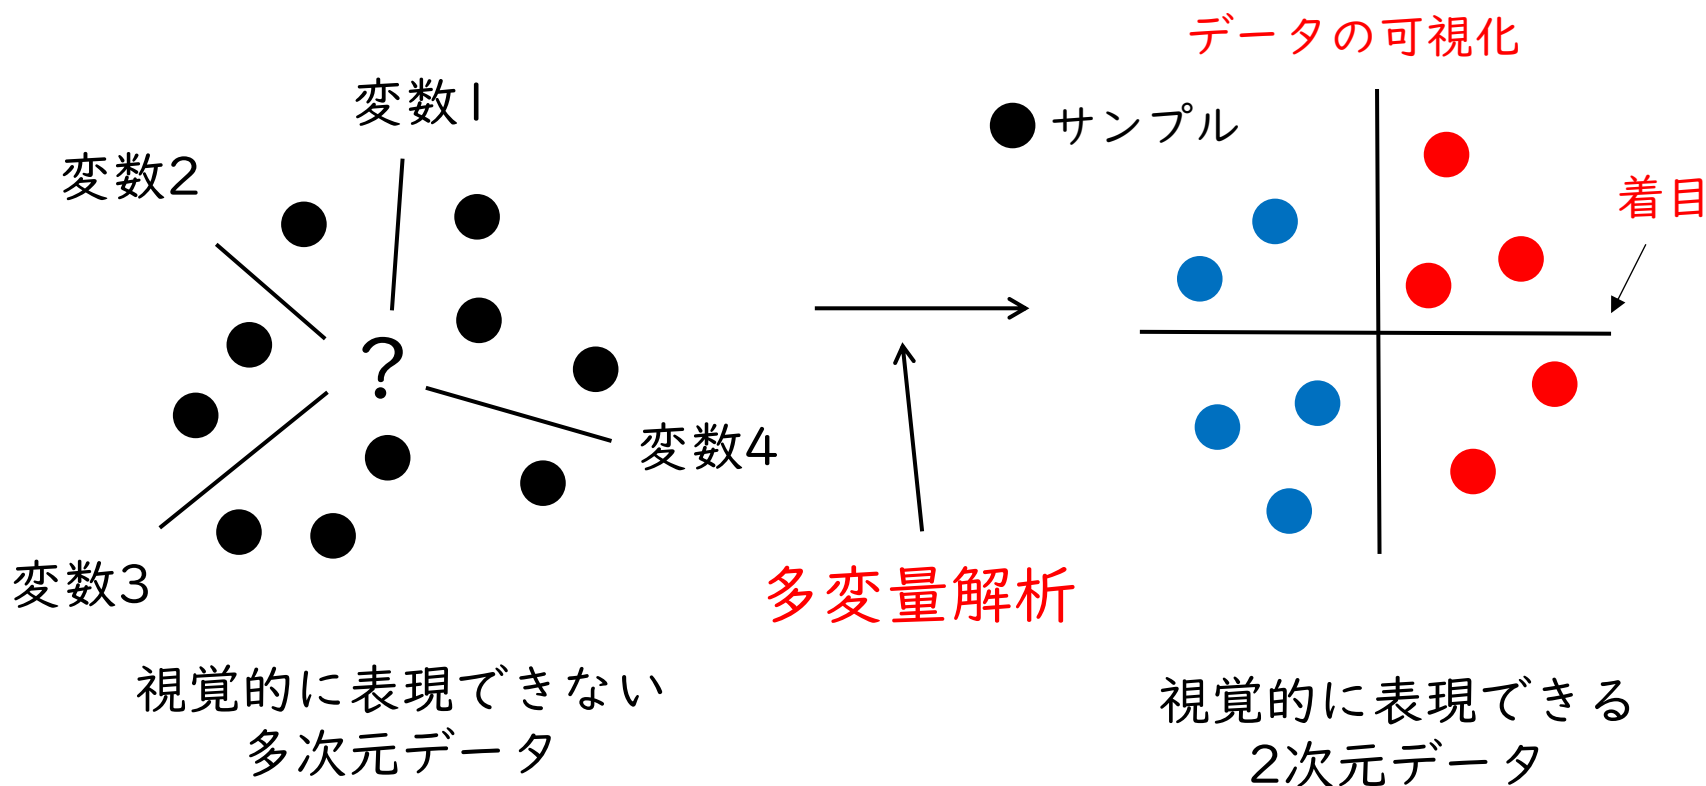 データの可視化
変数1
サンプル
変数2
着目
?
変数4
変数3
多変量解析
視覚的に表現できない
多次元データ
視覚的に表現できる
2次元データ